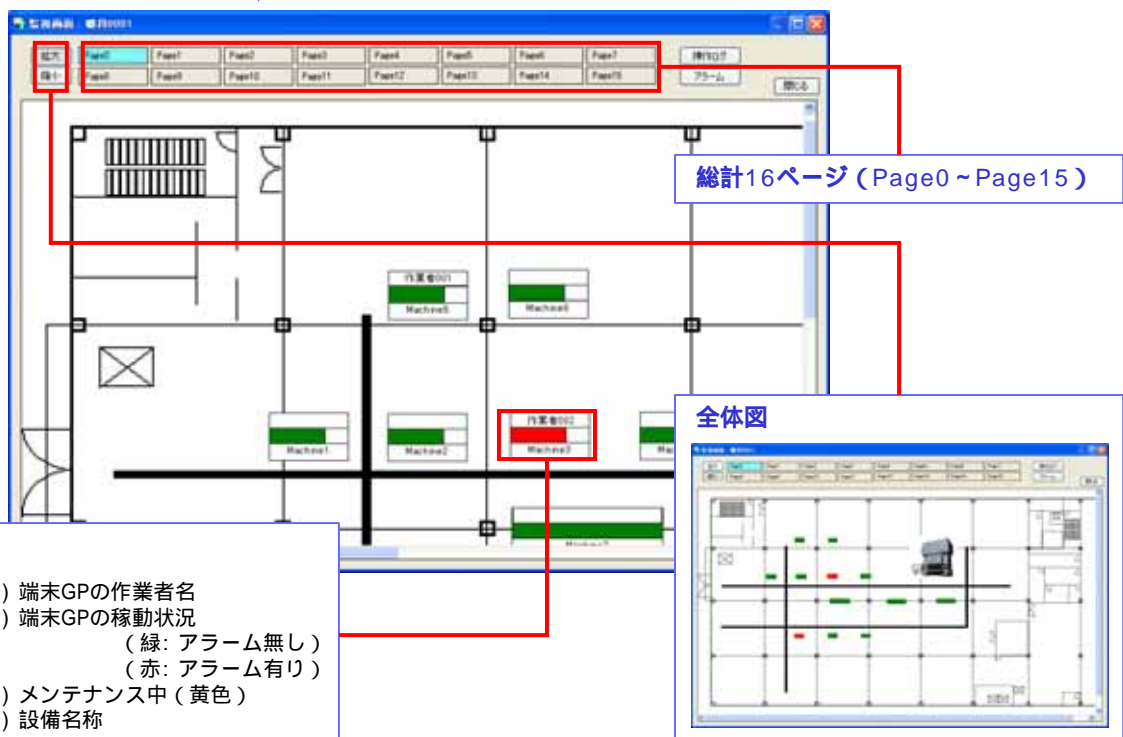 監視画面 : 模擬0001
拡大
Page0
Page1
Page2
Page3
Page4
Page5
Page6
Page7
操作ログ
縮小
Page8
Page9
Page10
Page11
Page12
Page13
Page14
Page15
アラーム
閉じる
総計16ページ（Page0～Page15）
作業者001
Machine5
Machine6
作業者002
Machine1
Machine2
Machine3
全体図
) 端末GPの作業者名
) 端末GPの稼動状況
（緑: アラーム無し）
（赤: アラーム有り）
) メンテナンス中（黄色）
) 設備名称